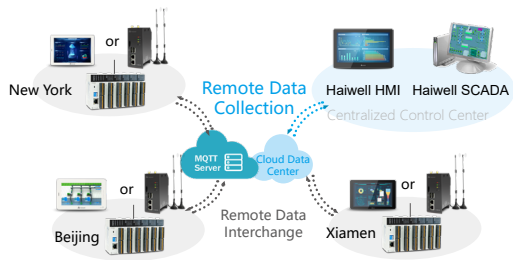 or
New York
Remote Data
Collection
Haiwell HMI
Haiwell SCADA
Centralized Control Center
MQTT
Server
Cloud Data
Center
or
Beijing
Remote Data
Interchange
or
Xiamen